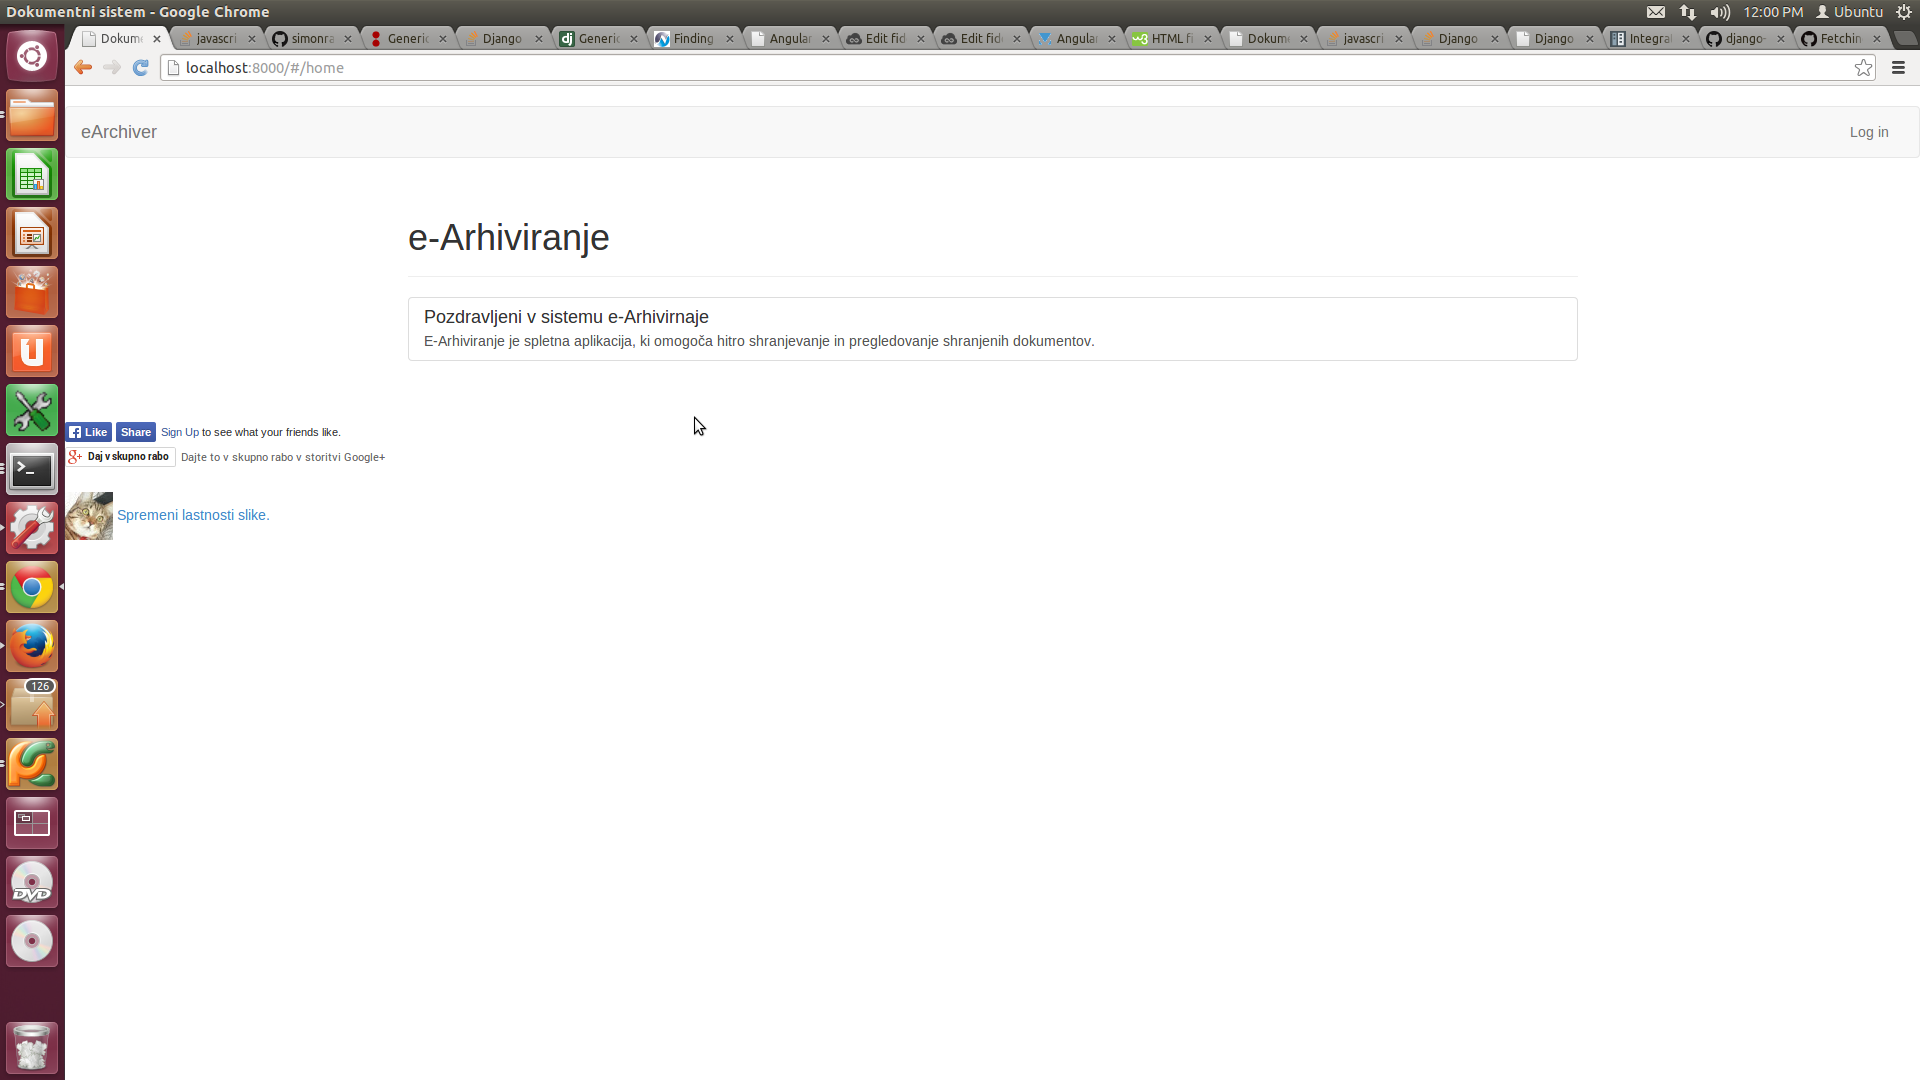 Dokumentni sistem - Google Chrome
12:00 PM Ubuntu
Dokum javascri simonra Generic Django Generic Finding Angular Edit fid Edit fid Angular HTML fi Dokum javascri Django Django Integrat django- Fetchin
localhost:8000/#/home
eArchiver
Log in
e-Arhiviranje
Pozdravljeni v sistemu e-Arhivirnaje
E-Arhiviranje je spletna aplikacija, ki omogoča hitro shranjevanje in pregledovanje shranjenih dokumentov.
Like Share Sign Up to see what your friends like.
Daj v skupno rabo Dajte to v skupno rabo v storitvi Google+
Spremeni lastnosti slike.
126
DVD